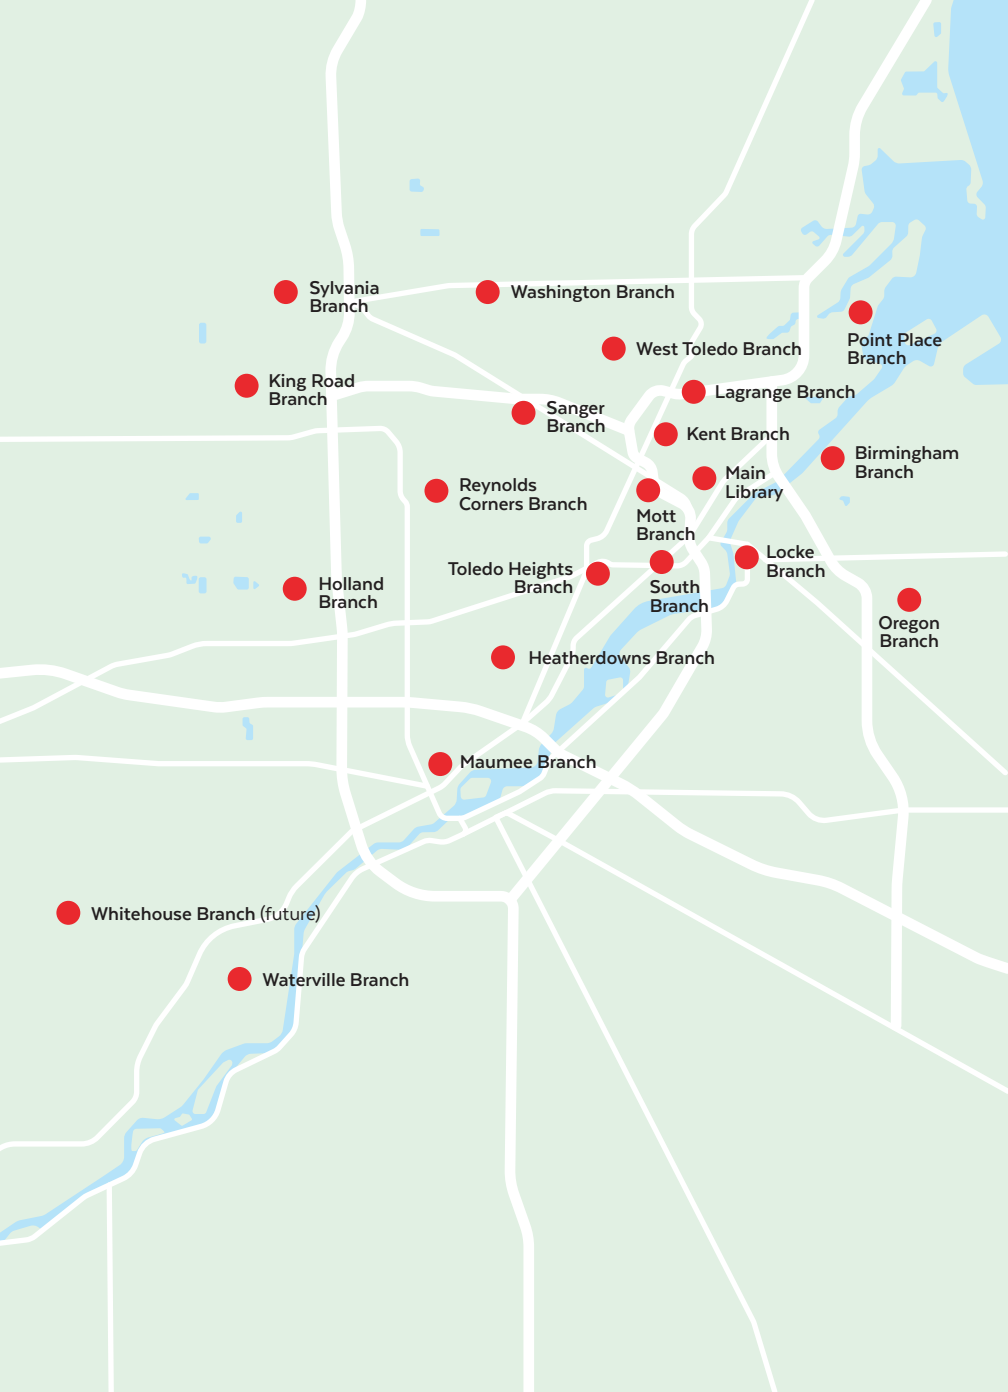 Sylvania
Branch
Washington Branch
Point Place
Branch
West Toledo Branch
King Road
Branch
Lagrange Branch
Sanger
Branch
Kent Branch
Birmingham
Branch
Main
Library
Reynolds
Corners Branch
Mott
Branch
Locke
Branch
Toledo Heights
Branch
South
Branch
Holland
Branch
Oregon
Branch
Heatherdowns Branch
Maumee Branch
Whitehouse Branch (future)
Waterville Branch